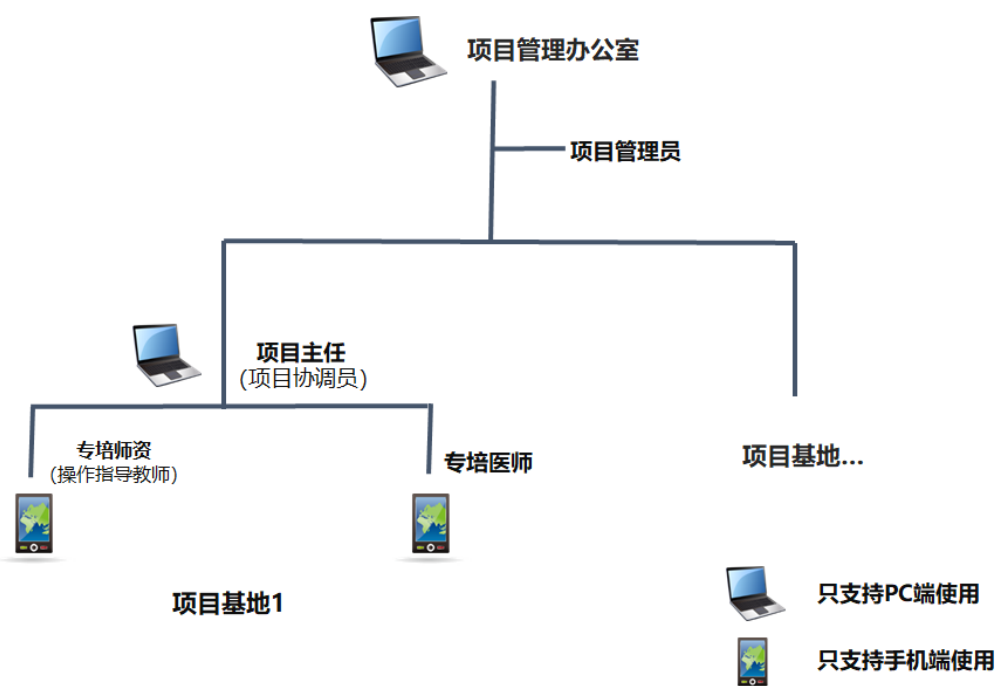 项目管理办公室
项目管理员
项目主任
(项目协调员)
专培师资
(操作指导教师)
专培医师
项目基地...
项目基地1
只支持PC端使用
只支持手机端使用